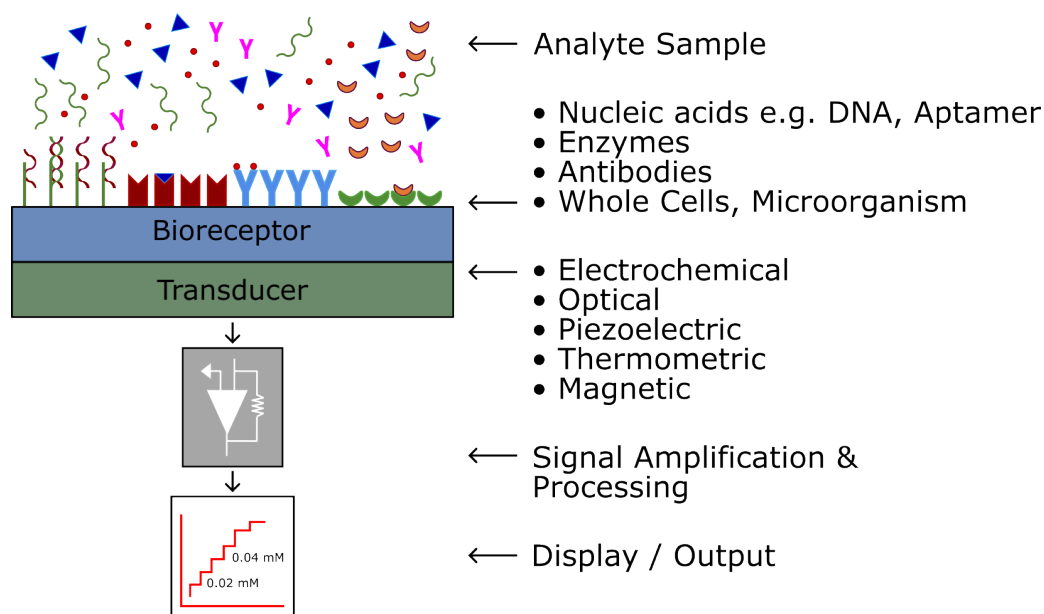 Analyte Sample
• Nucleic acids e.g. DNA, Aptamer
• Enzymes
• Antibodies
• Whole Cells, Microorganism
Bioreceptor
Transducer
• Electrochemical
• Optical
• Piezoelectric
• Thermometric
• Magnetic
Signal Amplification &
Processing
0.04 mM
0.02 mM
Display / Output